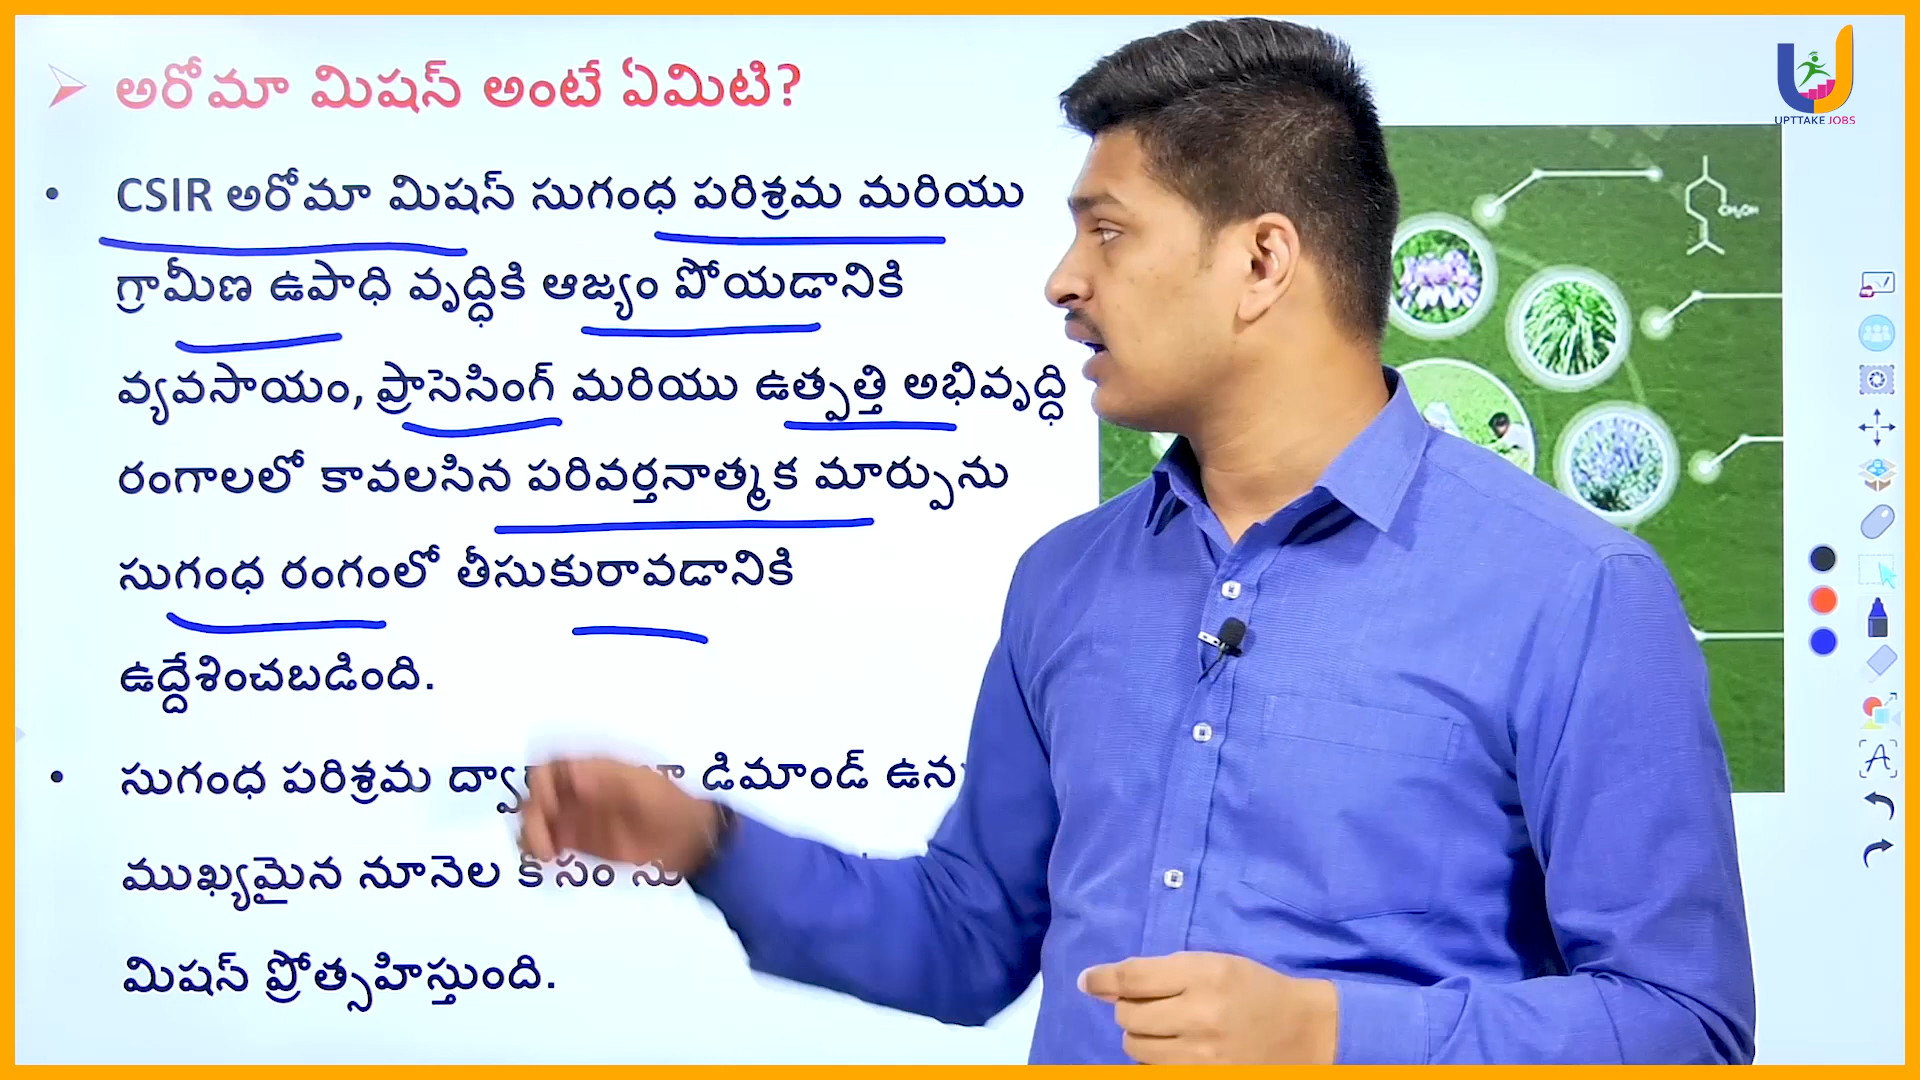 అరోమా మిషన్ అంటే ఏమిటి?
UPTTAKE JOBS
• CSIR అరోమా మిషన్ సుగంధ పరిశ్రమ మరియు
గ్రామీణ ఉపాధి వృద్ధికి ఆజ్యం పోయడానికి
వ్యవసాయం, ప్రాసెసింగ్ మరియు ఉత్పత్తి అభివృద్ధి
రంగాలలో కావలసిన పరివర్తనాత్మక మార్పును
సుగంధ రంగంలో తీసుకురావడానికి
ఉద్దేశించబడింది.
• సుగంధ పరిశ్రమ డిమాండ్
ముఖ్యమైన నూనెల కోసం
మిషన్ ప్రోత్సహిస్తుంది.
CH₂OH